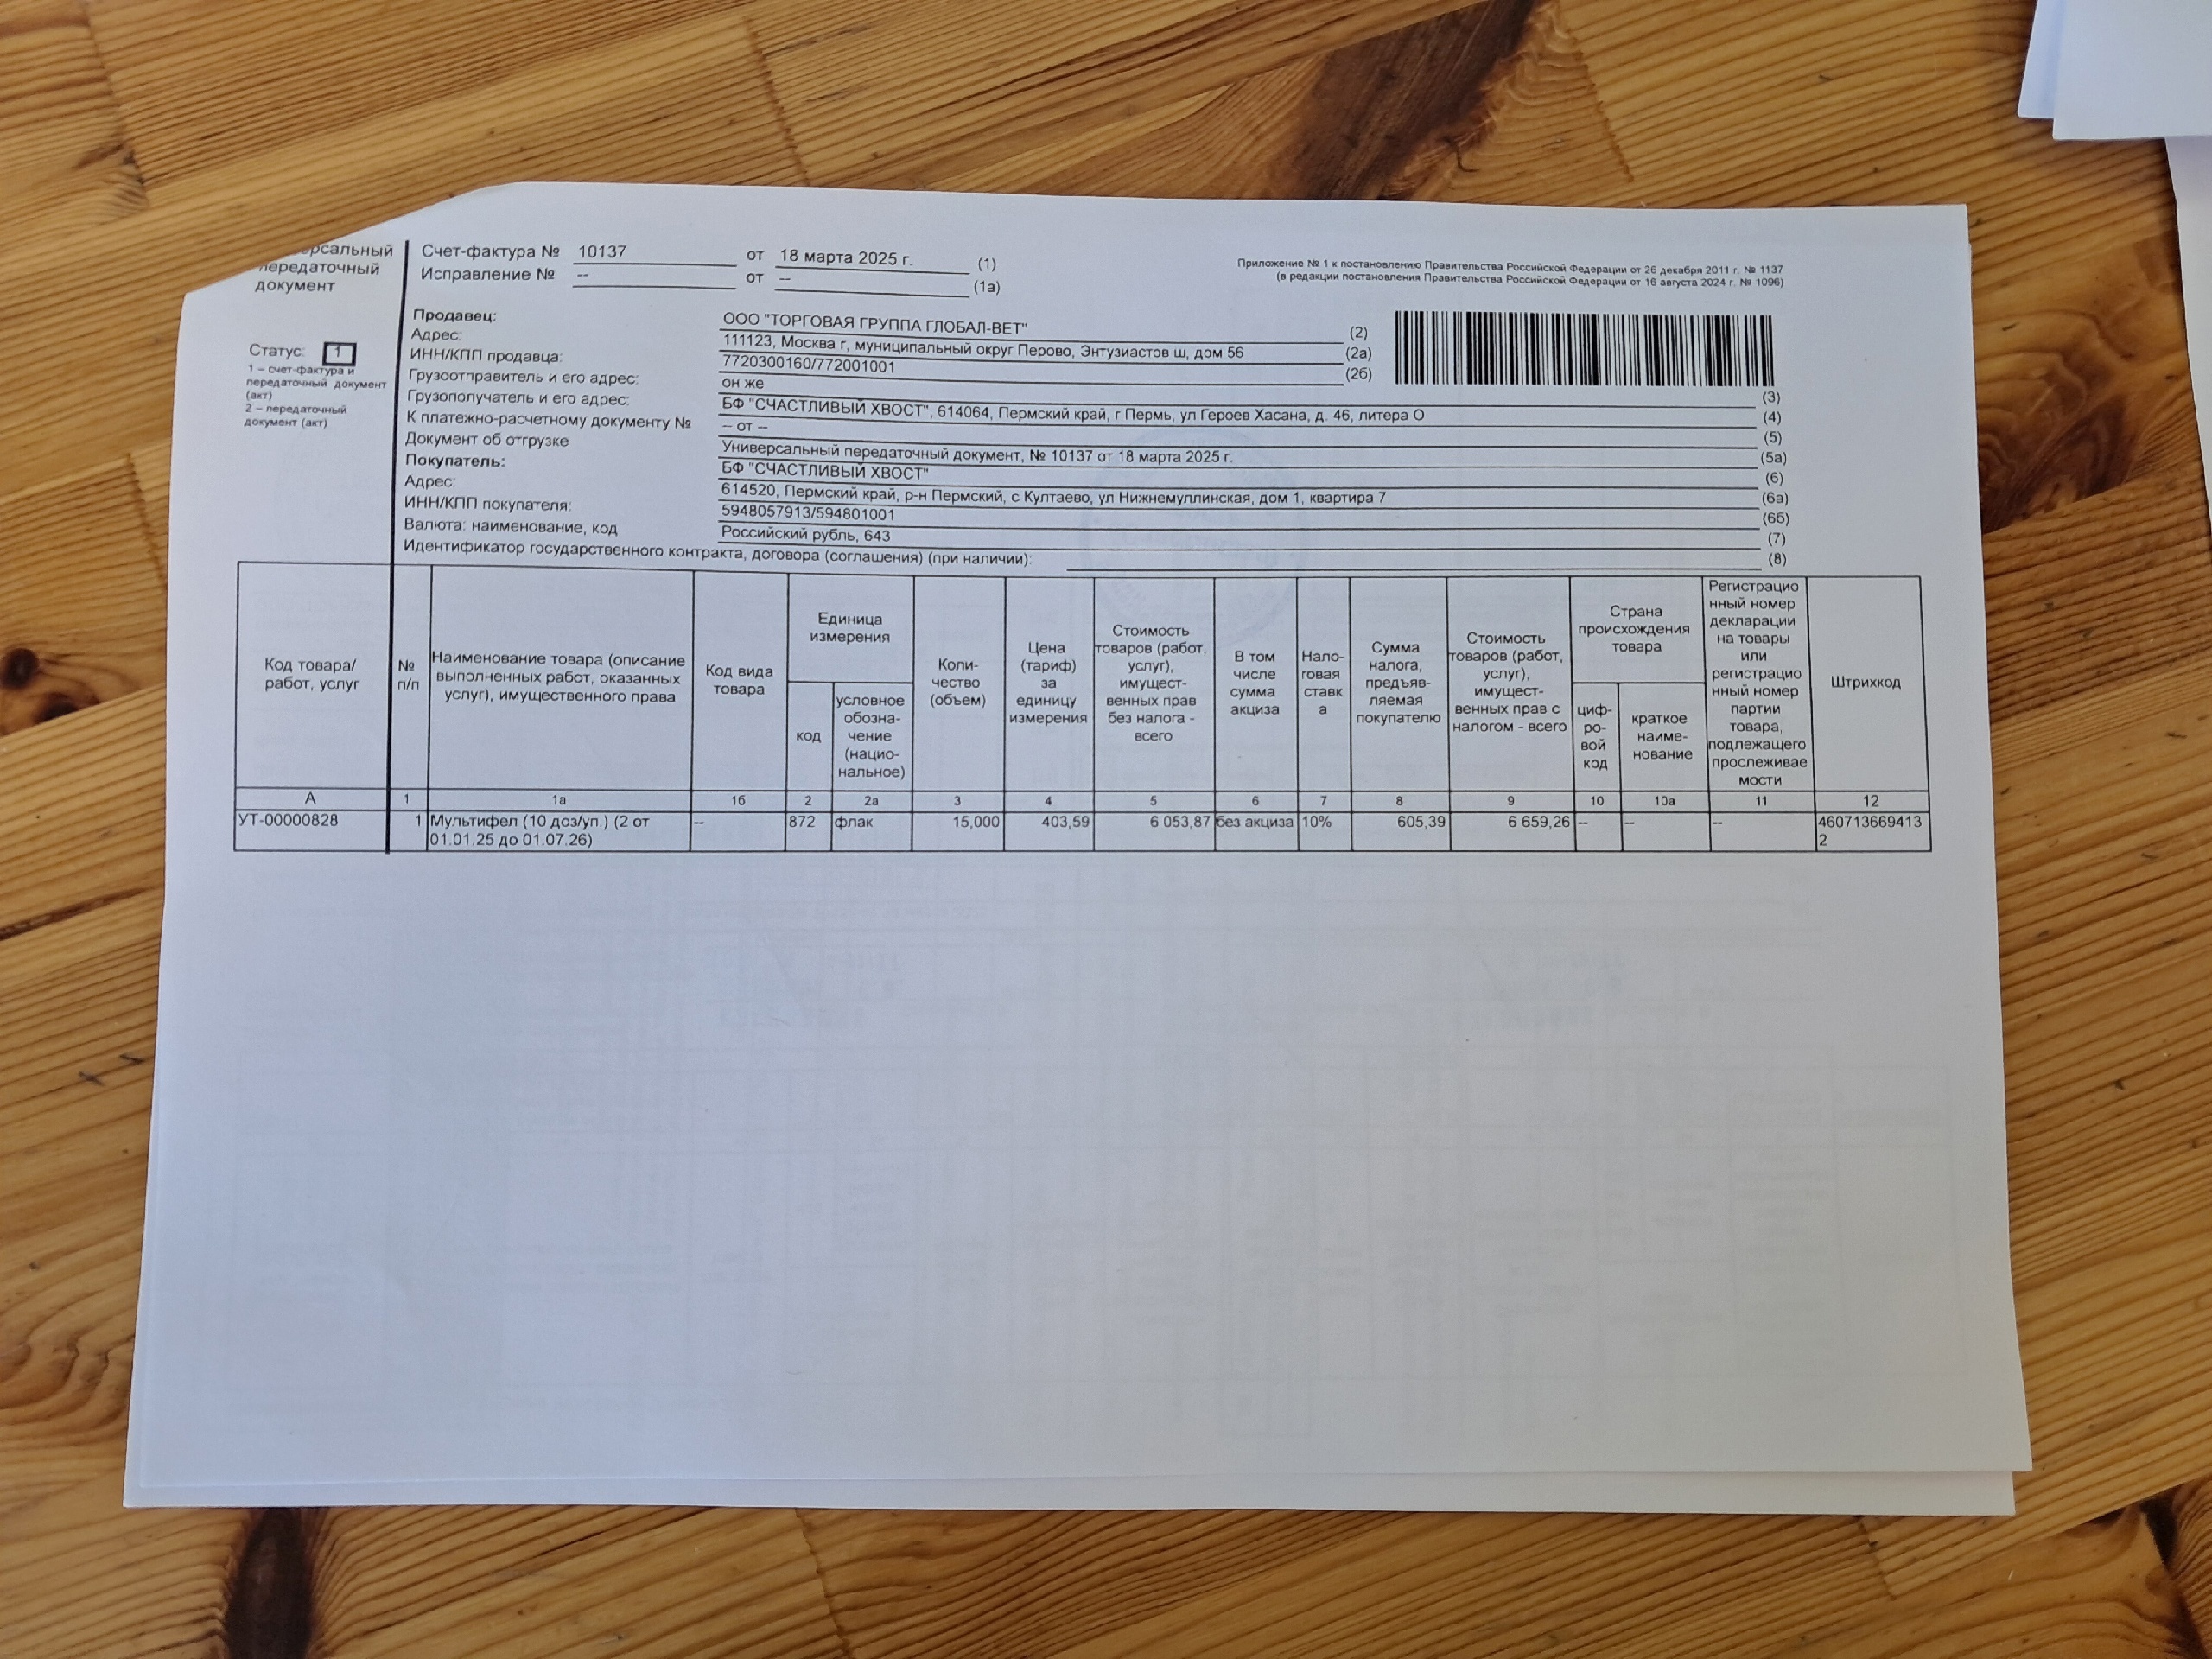 рсальный
передаточный
документ
Счет-фактура № 10137 от 18 марта 2025 г. (1)
Исправление № -- от -- (1а)
Приложение № 1 к постановлению Правительства Российской Федерации от 26 декабря 2011 г. № 1137
(в редакции постановления Правительства Российской Федерации от 16 августа 2024 г. № 1096)
Статус: 1
1 – счет-фактура и
передаточный документ
(акт)
2 – передаточный
документ (акт)
Продавец: ООО "ТОРГОВАЯ ГРУППА ГЛОБАЛ-ВЕТ" (2)
Адрес: 111123, Москва г, муниципальный округ Перово, Энтузиастов ш, дом 56 (2а)
ИНН/КПП продавца: 7720300160/772001001 (2б)
Грузоотправитель и его адрес: он же (3)
Грузополучатель и его адрес: БФ "СЧАСТЛИВЫЙ ХВОСТ", 614064, Пермский край, г Пермь, ул Героев Хасана, д. 46, литера О (4)
К платежно-расчетному документу № -- от -- (5)
Документ об отгрузке Универсальный передаточный документ, № 10137 от 18 марта 2025 г. (5а)
Покупатель: БФ "СЧАСТЛИВЫЙ ХВОСТ" (6)
Адрес: 614520, Пермский край, р-н Пермский, с Култаево, ул Нижнемуллинская, дом 1, квартира 7 (6а)
ИНН/КПП покупателя: 5948057913/594801001 (6б)
Валюта: наименование, код Российский рубль, 643 (7)
Идентификатор государственного контракта, договора (соглашения) (при наличии): (8)
Код товара/
работ, услуг
№
п/п
Наименование товара (описание
выполненных работ, оказанных
услуг), имущественного права
Код вида
товара
Единица
измерения
код
условное
обозна-
чение
(нацио-
нальное)
Коли-
чество
(объем)
Цена
(тариф)
за
единицу
измерения
Стоимость
товаров (работ,
услуг),
имущест-
венных прав
без налога -
всего
В том
числе
сумма
акциза
Нало-
говая
ставк
а
Сумма
налога,
предъяв-
ляемая
покупателю
Стоимость
товаров (работ,
услуг),
имущест-
венных прав с
налогом - всего
Страна
происхождения
товара
циф-
ро-
вой
код
краткое
наиме-
нование
Регистрацио
нный номер
декларации
на товары
или
регистрацио
нный номер
партии
товара,
подлежащего
прослеживае
мости
Штрихкод
А 1 1а 1б 2 2а 3 4 5 6 7 8 9 10 10а 11 12
УТ-00000828 1 Мультифел (10 доз/уп.) (2 от -- 872 флак 15,000 403,59 6 053,87 без акциза 10% 605,39 6 659,26 -- -- -- 460713669413
01.01.25 до 01.07.26) 2